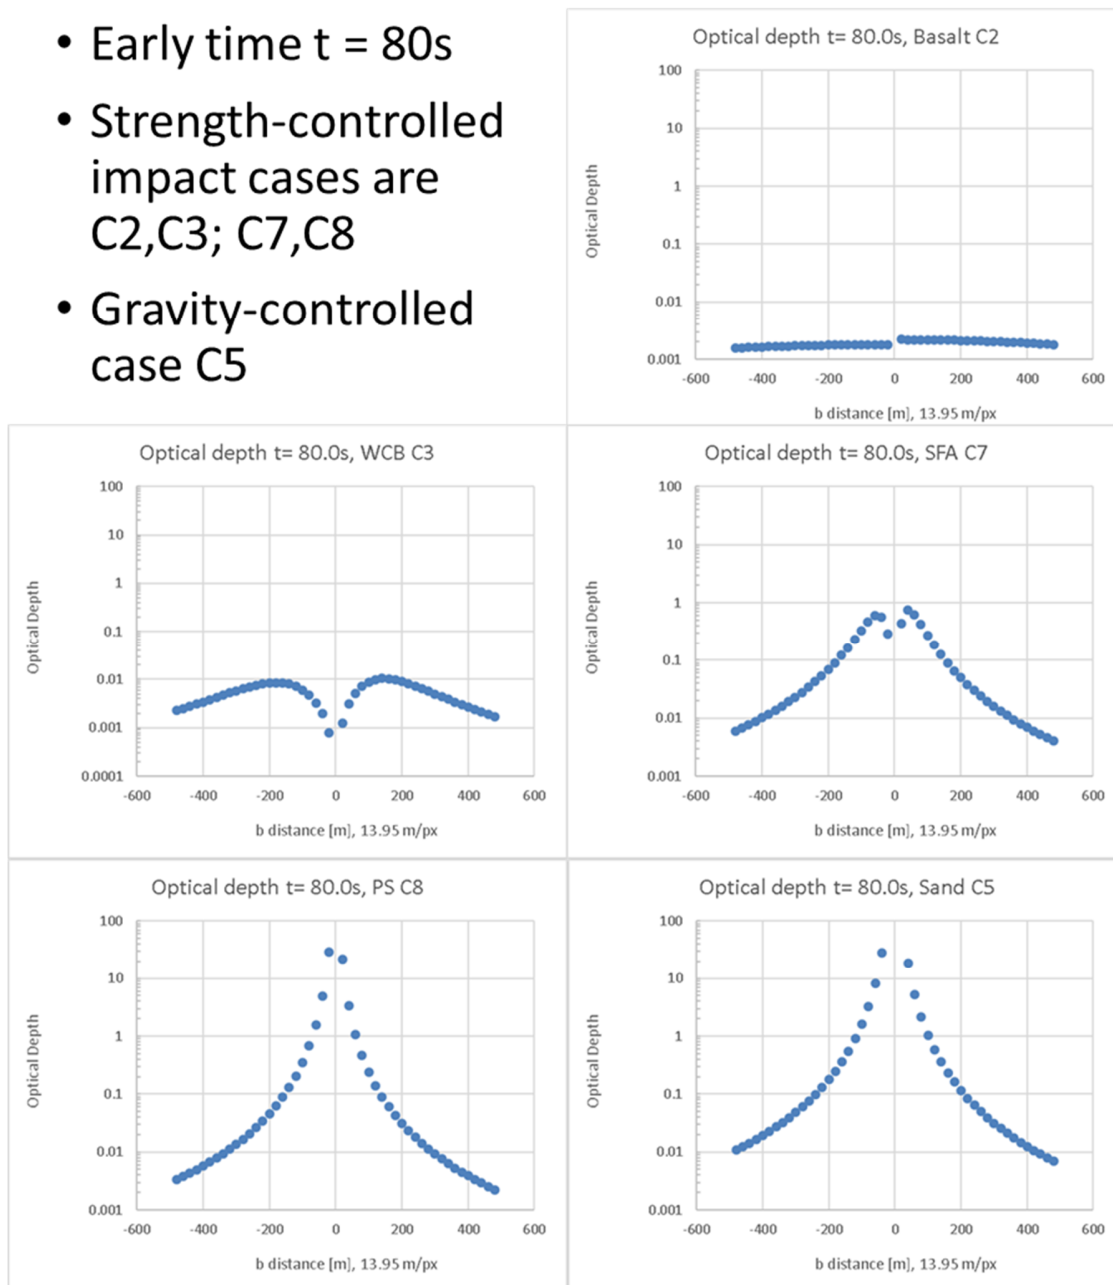 • Early time t = 80s
• Strength-controlled
impact cases are
C2,C3; C7,C8
• Gravity-controlled
case C5
Optical depth t= 80.0s, Basalt C2
100
10
1
0.1
0.01
0.001
Optical Depth
-600 -400 -200 0 200 400 600
b distance [m], 13.95 m/px
Optical depth t= 80.0s, WCB C3
100
10
1
0.1
0.01
0.001
0.0001
Optical Depth
-600 -400 -200 0 200 400 600
b distance [m], 13.95 m/px
Optical depth t= 80.0s, SFA C7
100
10
1
0.1
0.01
0.001
Optical Depth
-600 -400 -200 0 200 400 600
b distance [m], 13.95 m/px
Optical depth t= 80.0s, PS C8
100
10
1
0.1
0.01
0.001
Optical Depth
-600 -400 -200 0 200 400 600
b distance [m], 13.95 m/px
Optical depth t= 80.0s, Sand C5
100
10
1
0.1
0.01
0.001
Optical Depth
-600 -400 -200 0 200 400 600
b distance [m], 13.95 m/px